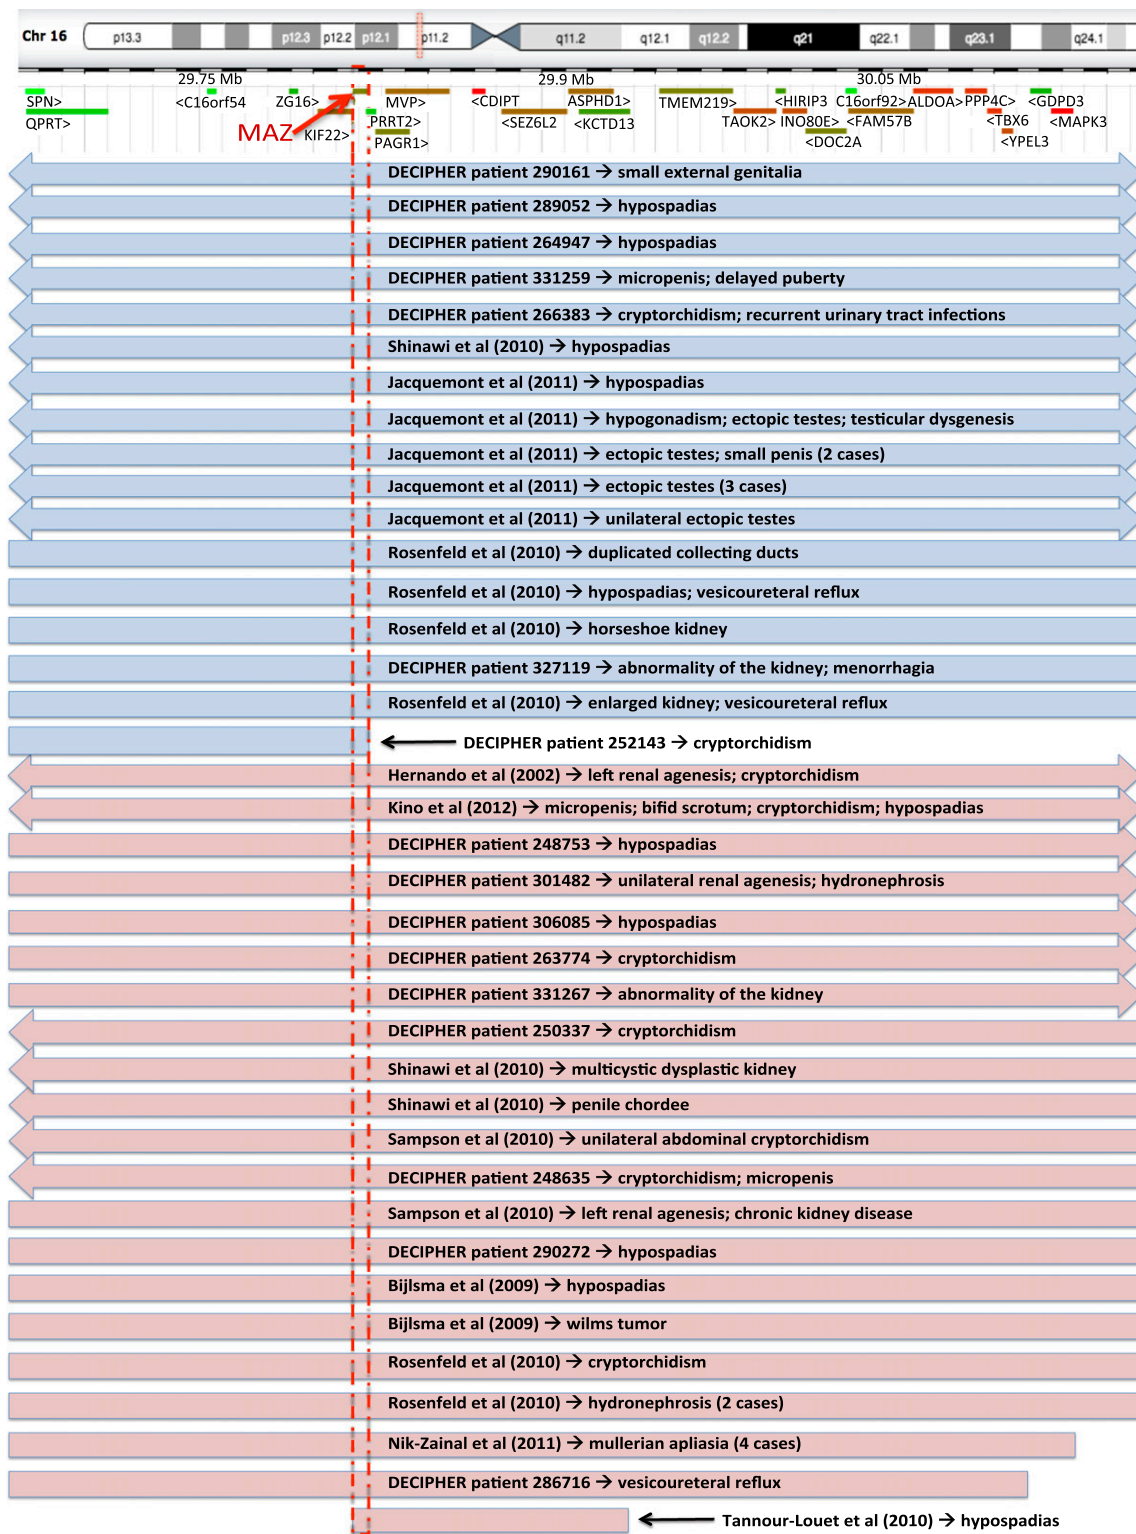 Chr 16 p13.3 p12.3 p12.2 p12.1 p11.2 q11.2 q12.1 q12.2 q21 q22.1 q23.1 q24.1
29.75 Mb 29.9 Mb 30.05 Mb
SPN> <C16orf54 ZG16> MVP> <CDIPT ASPHD1> TMEM219> <HIRIP3 C16orf92> ALDOA> PPP4C> <GDPD3
QPRT> MAZ KIF22> PRRT2> <SEZ6L2 <KCTD13 TAOK2> INO80E> <FAM57B <TBX6 <MAPK3
PAGR1> <DOC2A <YPEL3
DECIPHER patient 290161 → small external genitalia
DECIPHER patient 289052 → hypospadias
DECIPHER patient 264947 → hypospadias
DECIPHER patient 331259 → micropenis; delayed puberty
DECIPHER patient 266383 → cryptorchidism; recurrent urinary tract infections
Shinawi et al (2010) → hypospadias
Jacquemont et al (2011) → hypospadias
Jacquemont et al (2011) → hypogonadism; ectopic testes; testicular dysgenesis
Jacquemont et al (2011) → ectopic testes; small penis (2 cases)
Jacquemont et al (2011) → ectopic testes (3 cases)
Jacquemont et al (2011) → unilateral ectopic testes
Rosenfeld et al (2010) → duplicated collecting ducts
Rosenfeld et al (2010) → hypospadias; vesicoureteral reflux
Rosenfeld et al (2010) → horseshoe kidney
DECIPHER patient 327119 → abnormality of the kidney; menorrhagia
Rosenfeld et al (2010) → enlarged kidney; vesicoureteral reflux
DECIPHER patient 252143 → cryptorchidism
Hernando et al (2002) → left renal agenesis; cryptorchidism
Kino et al (2012) → micropenis; bifid scrotum; cryptorchidism; hypospadias
DECIPHER patient 248753 → hypospadias
DECIPHER patient 301482 → unilateral renal agenesis; hydronephrosis
DECIPHER patient 306085 → hypospadias
DECIPHER patient 263774 → cryptorchidism
DECIPHER patient 331267 → abnormality of the kidney
DECIPHER patient 250337 → cryptorchidism
Shinawi et al (2010) → multicystic dysplastic kidney
Shinawi et al (2010) → penile chordee
Sampson et al (2010) → unilateral abdominal cryptorchidism
DECIPHER patient 248635 → cryptorchidism; micropenis
Sampson et al (2010) → left renal agenesis; chronic kidney disease
DECIPHER patient 290272 → hypospadias
Bijlsma et al (2009) → hypospadias
Bijlsma et al (2009) → wilms tumor
Rosenfeld et al (2010) → cryptorchidism
Rosenfeld et al (2010) → hydronephrosis (2 cases)
Nik-Zainal et al (2011) → mullerian apliasia (4 cases)
DECIPHER patient 286716 → vesicoureteral reflux
Tannour-Louet et al (2010) → hypospadias